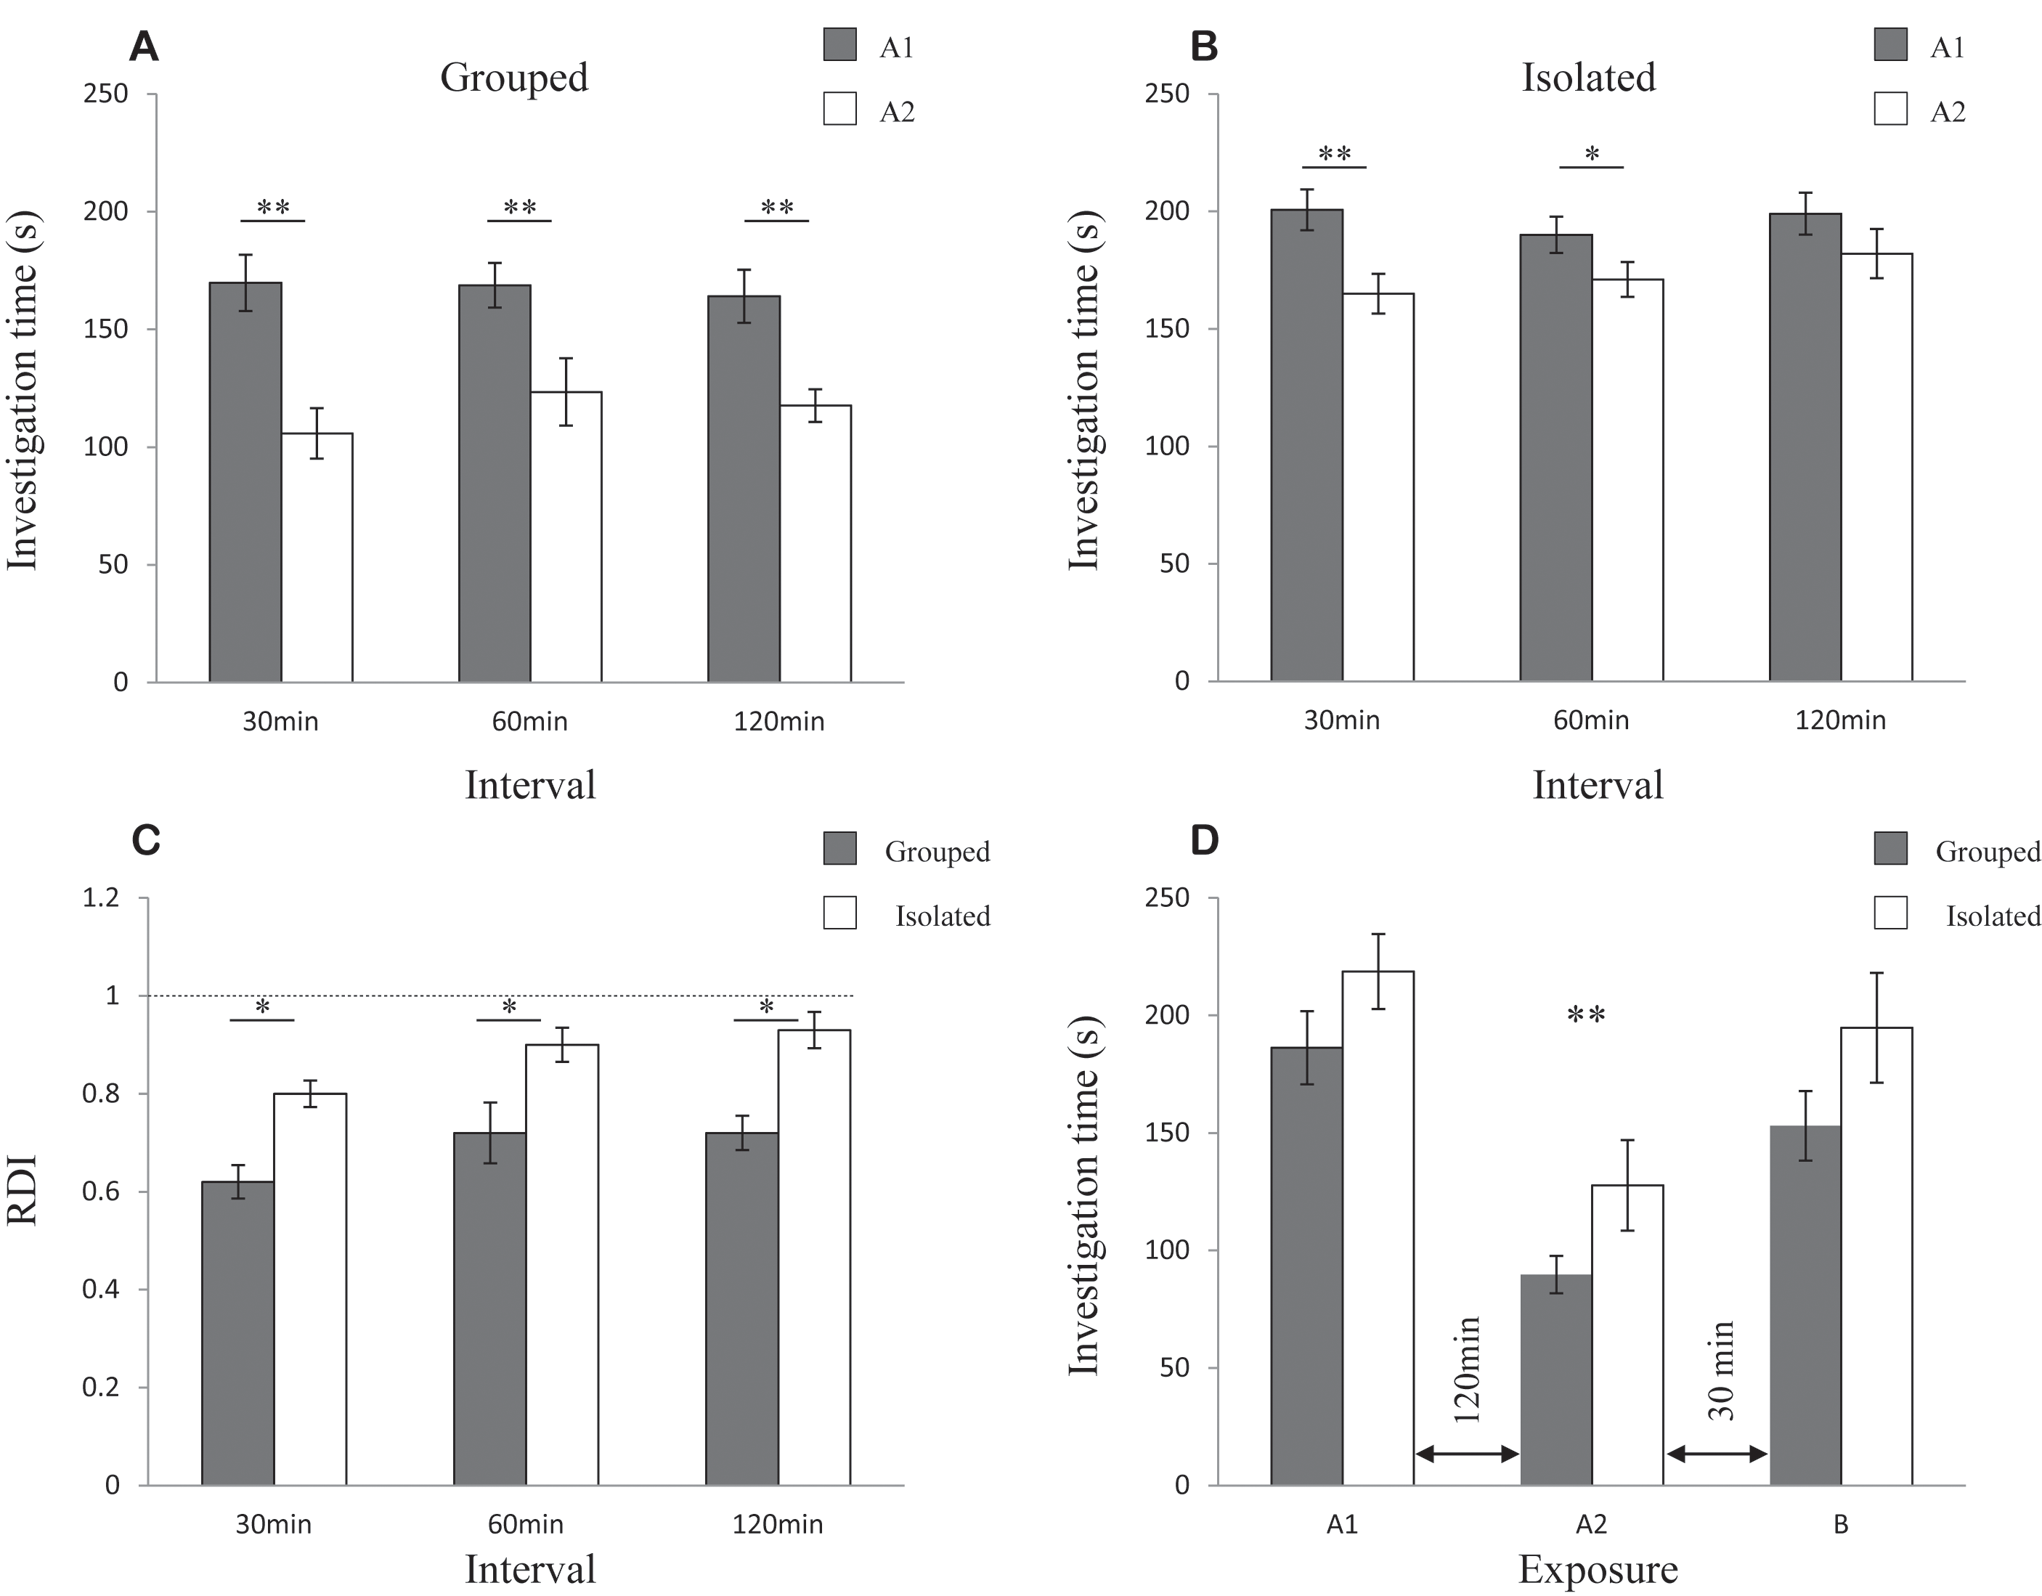 A
Grouped
A1
A2
250
200
150
100
50
0
** ** **
Investigation time (s)
30min 60min 120min
Interval
B
Isolated
A1
A2
250
200
150
100
50
0
** *
Investigation time (s)
30min 60min 120min
Interval
C
Grouped
Isolated
1.2
1
0.8
0.6
0.4
0.2
0
* * *
RDI
30min 60min 120min
Interval
D
Grouped
Isolated
250
200
150
100
50
0
**
Investigation time (s)
120min
30 min
A1 A2 B
Exposure